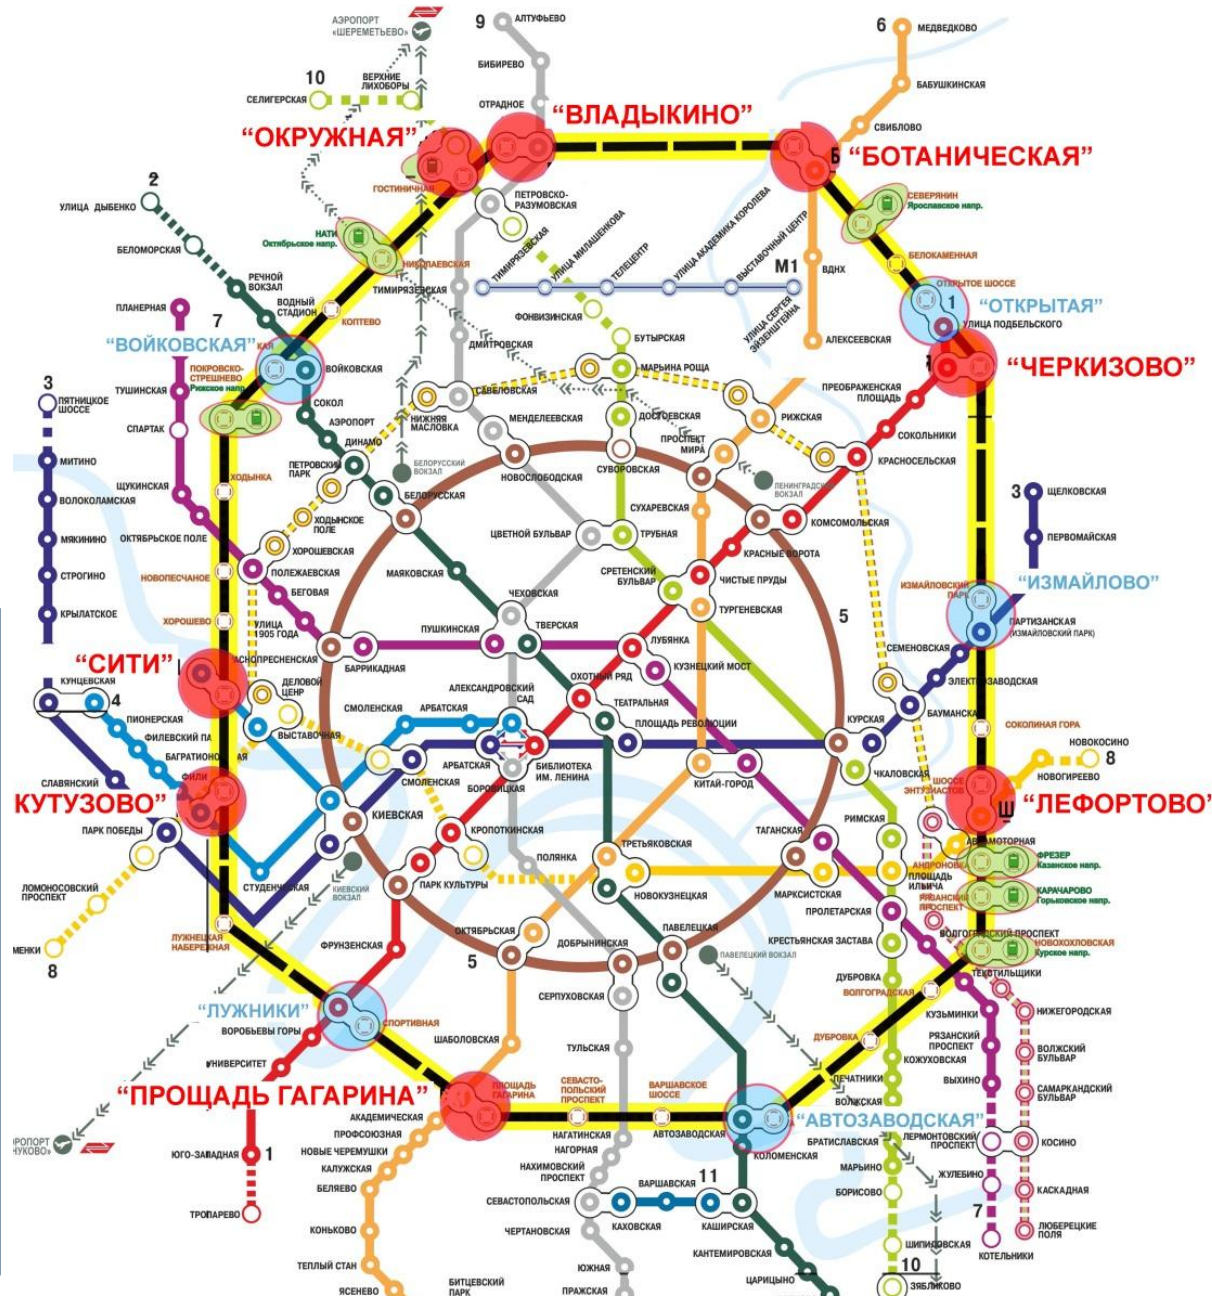 АЭРОПОРТ
«ШЕРЕМЕТЬЕВО»
9
АЛТУФЬЕВО
6
МЕДВЕДКОВО
БИБИРЕВО
10
ВЕРХНИЕ
ЛИХОБОРЫ
СЕЛИГЕРСКАЯ
БАБУШКИНСКАЯ
ОТРАДНОЕ
СВИБЛОВО
“ВЛАДЫКИНО”
“ОКРУЖНАЯ”
“БОТАНИЧЕСКАЯ”
ГОСТИНИЧНАЯ
ПЕТРОВСКО-
РАЗУМОВСКАЯ
СЕВЕРЯНИН
Ярославское напр.
2
УЛИЦА ДЫБЕНКО
НАТИ
Октябрьское напр.
БЕЛОМОРСКАЯ
НИКОЛАЕВСКАЯ
БЕЛОКАМЕННАЯ
ТИМИРЯЗЕВСКАЯ
УЛИЦА МИЛАШЕНКОВА
ТЕЛЕЦЕНТР
УЛИЦА АКАДЕМИКА КОРОЛЕВА
ВЫСТАВОЧНЫЙ ЦЕНТР
М1
УЛИЦА СЕРГЕЯ
ЭЙЗЕНШТЕЙНА
ВДНХ
РЕЧНОЙ
ВОКЗАЛ
ТИМИРЯЗЕВСКАЯ
ОТКРЫТОЕ ШОССЕ
1
“ОТКРЫТАЯ”
УЛИЦА ПОДБЕЛЬСКОГО
ПЛАНЕРНАЯ
ВОДНЫЙ
СТАДИОН
КОПТЕВО
ФОНВИЗИНСКАЯ
7
“ВОЙКОВСКАЯ”
КАЯ
ДМИТРОВСКАЯ
БУТЫРСКАЯ
АЛЕКСЕЕВСКАЯ
“ЧЕРКИЗОВО”
ПОКРОВСКО-
СТРЕШНЕВО
Рижское напр.
ВОЙКОВСКАЯ
МАРЬИНА РОЩА
ПРЕОБРАЖЕНСКАЯ
ПЛОЩАДЬ
3
ПЯТНИЦКОЕ
ШОССЕ
ТУШИНСКАЯ
СОКОЛ
САВЕЛОВСКАЯ
НИЖНЯЯ
МАСЛОВКА
МЕНДЕЛЕЕВСКАЯ
ДОСТОЕВСКАЯ
РИЖСКАЯ
СПАРТАК
АЭРОПОРТ
СОКОЛЬНИКИ
ДИНАМО
ПРОСПЕКТ
МИРА
МИТИНО
ПЕТРОВСКИЙ
ПАРК
БЕЛОРУССКИЙ
ВОКЗАЛ
СУВОРОВСКАЯ
КРАСНОСЕЛЬСКАЯ
ЩУКИНСКАЯ
ХОДЫНКА
НОВОСЛОБОДСКАЯ
ЛЕНИНГРАДСКИЙ
ВОКЗАЛ
ВОЛОКОЛАМСКАЯ
БЕЛОРУССКАЯ
3
ЩЕЛКОВСКАЯ
СУХАРЕВСКАЯ
ХОДЫНСКОЕ
ПОЛЕ
КОМСОМОЛЬСКАЯ
МЯКИНИНО
ОКТЯБРЬСКОЕ ПОЛЕ
ЦВЕТНОЙ БУЛЬВАР
ТРУБНАЯ
ПЕРВОМАЙСКАЯ
ХОРОШЕВСКАЯ
КРАСНЫЕ ВОРОТА
СТРОГИНО
НОВОПЕСЧАНОЕ
ПОЛЕЖАЕВСКАЯ
МАЯКОВСКАЯ
СРЕТЕНСКИЙ
БУЛЬВАР
ЧИСТЫЕ ПРУДЫ
“ИЗМАЙЛОВО”
ИЗМАЙЛОВСКИЙ
ПАРК
БЕГОВАЯ
ЧЕХОВСКАЯ
ТУРГЕНЕВСКАЯ
5
КРЫЛАТСКОЕ
ХОРОШЕВО
УЛИЦА
1905 ГОДА
ПУШКИНСКАЯ
ТВЕРСКАЯ
ЛУБЯНКА
ПАРТИЗАНСКАЯ
(ИЗМАЙЛОВСКИЙ ПАРК)
СЕМЕНОВСКАЯ
“СИТИ”
АСНОПРЕСНЕНСКАЯ
БАРРИКАДНАЯ
КУЗНЕЦКИЙ МОСТ
КУНЦЕВСКАЯ
4
ДЕЛОВОЙ
ЦЕНР
АЛЕКСАНДРОВСКИЙ
САД
ОХОТНЫЙ РЯД
ТЕАТРАЛЬНАЯ
ЭЛЕКТРОЗАВОДСКАЯ
СМОЛЕНСКАЯ
АРБАТСКАЯ
ПЛОЩАДЬ РЕВОЛЮЦИИ
КУРСКАЯ
БАУМАНСКА
ПИОНЕРСКАЯ
ВЫСТАВОЧНАЯ
СОКОЛИНАЯ ГОРА
ФИЛЕВСКИЙ ПА
БАГРАТИОНО АЯ
АРБАТСКАЯ
БИБЛИОТЕКА
ИМ. ЛЕНИНА
НОВОКОСИНО
8
СЛАВЯНСКИЙ
ФИЛИ
СМОЛЕНСКАЯ
БОРОВИЦКАЯ
КИТАЙ-ГОРОД
ЧКАЛОВСКАЯ
ШОССЕ
ЭНТУЗИАСТОВ
НОВОГИРЕЕВО
КУТУЗОВО”
“ЛЕФОРТОВО’
Ш
ПАРК ПОБЕДЫ
КИЕВСКАЯ
КРОПОТКИНСКАЯ
ТАГАНСКАЯ
РИМСКАЯ
АВИАМОТОРНАЯ
СТУДЕНЧЕСКАЯ
КИЕВСКИЙ
ВОКЗАЛ
ПОЛЯНКА
ТРЕТЬЯКОВСКАЯ
АНДРОНОВКА
ФРЕЗЕР
Казанское напр.
ЛОМОНОСОВСКИЙ
ПРОСПЕКТ
ПАРК КУЛЬТУРЫ
НОВОКУЗНЕЦКАЯ
МАРКСИСТСКАЯ
ПЛОЩАДЬ
ИЛЬИЧА
РЯЗАНСКИЙ
ПРОСПЕКТ
КАРАЧАРОВО
Горьковское напр.
ПРОЛЕТАРСКАЯ
МЕНКИ
8
ЛУЖНЕЦКАЯ
НАБЕРЕЖНАЯ
ФРУНЗЕНСКАЯ
ОКТЯБРЬСКАЯ
5
ДОБРЫНИНСКАЯ
ПАВЕЛЕЦКАЯ
ПАВЕЛЕЦКИЙ ВОКЗАЛ
КРЕСТЬЯНСКАЯ ЗАСТАВА
ВОЛГОГРАДСКИЙ ПРОСПЕКТ
НОВОХОХЛОВСКАЯ
Курское напр.
ТЕКСТИЛЬЩИКИ
СЕРПУХОВСКАЯ
ДУБРОВКА
ВОЛГОГРАДСКАЯ
“ЛУЖНИКИ”
СПОРТИВНАЯ
КУЗЬМИНКИ
НИЖЕГОРОДСКАЯ
ВОРОБЬЕВЫ ГОРЫ
ШАБОЛОВСКАЯ
ТУЛЬСКАЯ
ДУБРОВКА
РЯЗАНСКИЙ
ПРОСПЕКТ
ВОЛЖСКИЙ
БУЛЬВАР
УНИВЕРСИТЕТ
КОЖУХОВСКАЯ
“ПРОЩАДЬ ГАГАРИНА”
ПЛОЩАДЬ
ГАГАРИНА
СЕВАСТО-
ПОЛЬСКИЙ
ПРОСПЕКТ
ВАРШАВСКОЕ
ШОССЕ
ПЕЧАТНИКИ
ВЫХИНО
САМАРКАНДСКИЙ
БУЛЬВАР
ВОЛЖСКАЯ
АКАДЕМИЧЕСКАЯ
“АВТОЗАВОДСКАЯ”
ПРОФСОЮЗНАЯ
НАГАТИНСКАЯ
АВТОЗАВОДСКАЯ
БРАТИСЛАВСКАЯ
ЛЕРМОНТОВСКИЙ
ПРОСПЕКТ
КОСИНО
РОПОРТ
НУКОВО»
ЮГО-ЗАПАДНАЯ
1
НОВЫЕ ЧЕРЕМУШКИ
НАГОРНАЯ
КОЛОМЕНСКАЯ
КАЛУЖСКАЯ
НАХИМОВСКИЙ
ПРОСПЕКТ
МАРЬИНО
ЖУЛЕБИНО
БЕЛЯЕВО
ВАРШАВСКАЯ
11
БОРИСОВО
КАСКАДНАЯ
ТРОПАРЕВО
СЕВАСТОПОЛЬСКАЯ
КАХОВСКАЯ
КАШИРСКАЯ
7
КОНЬКОВО
ЧЕРТАНОВСКАЯ
ЛЮБЕРЕЦКИЕ
ПОЛЯ
КАНТЕМИРОВСКАЯ
ШИПИЛОВСКАЯ
КОТЕЛЬНИКИ
ТЕПЛЫЙ СТАН
ЮЖНАЯ
10
ЯСЕНЕВО
БИТЦЕВСКИЙ
ПАРК
ПРАЖСКАЯ
ЦАРИЦЫНО
ЗЯБЛИКОВО